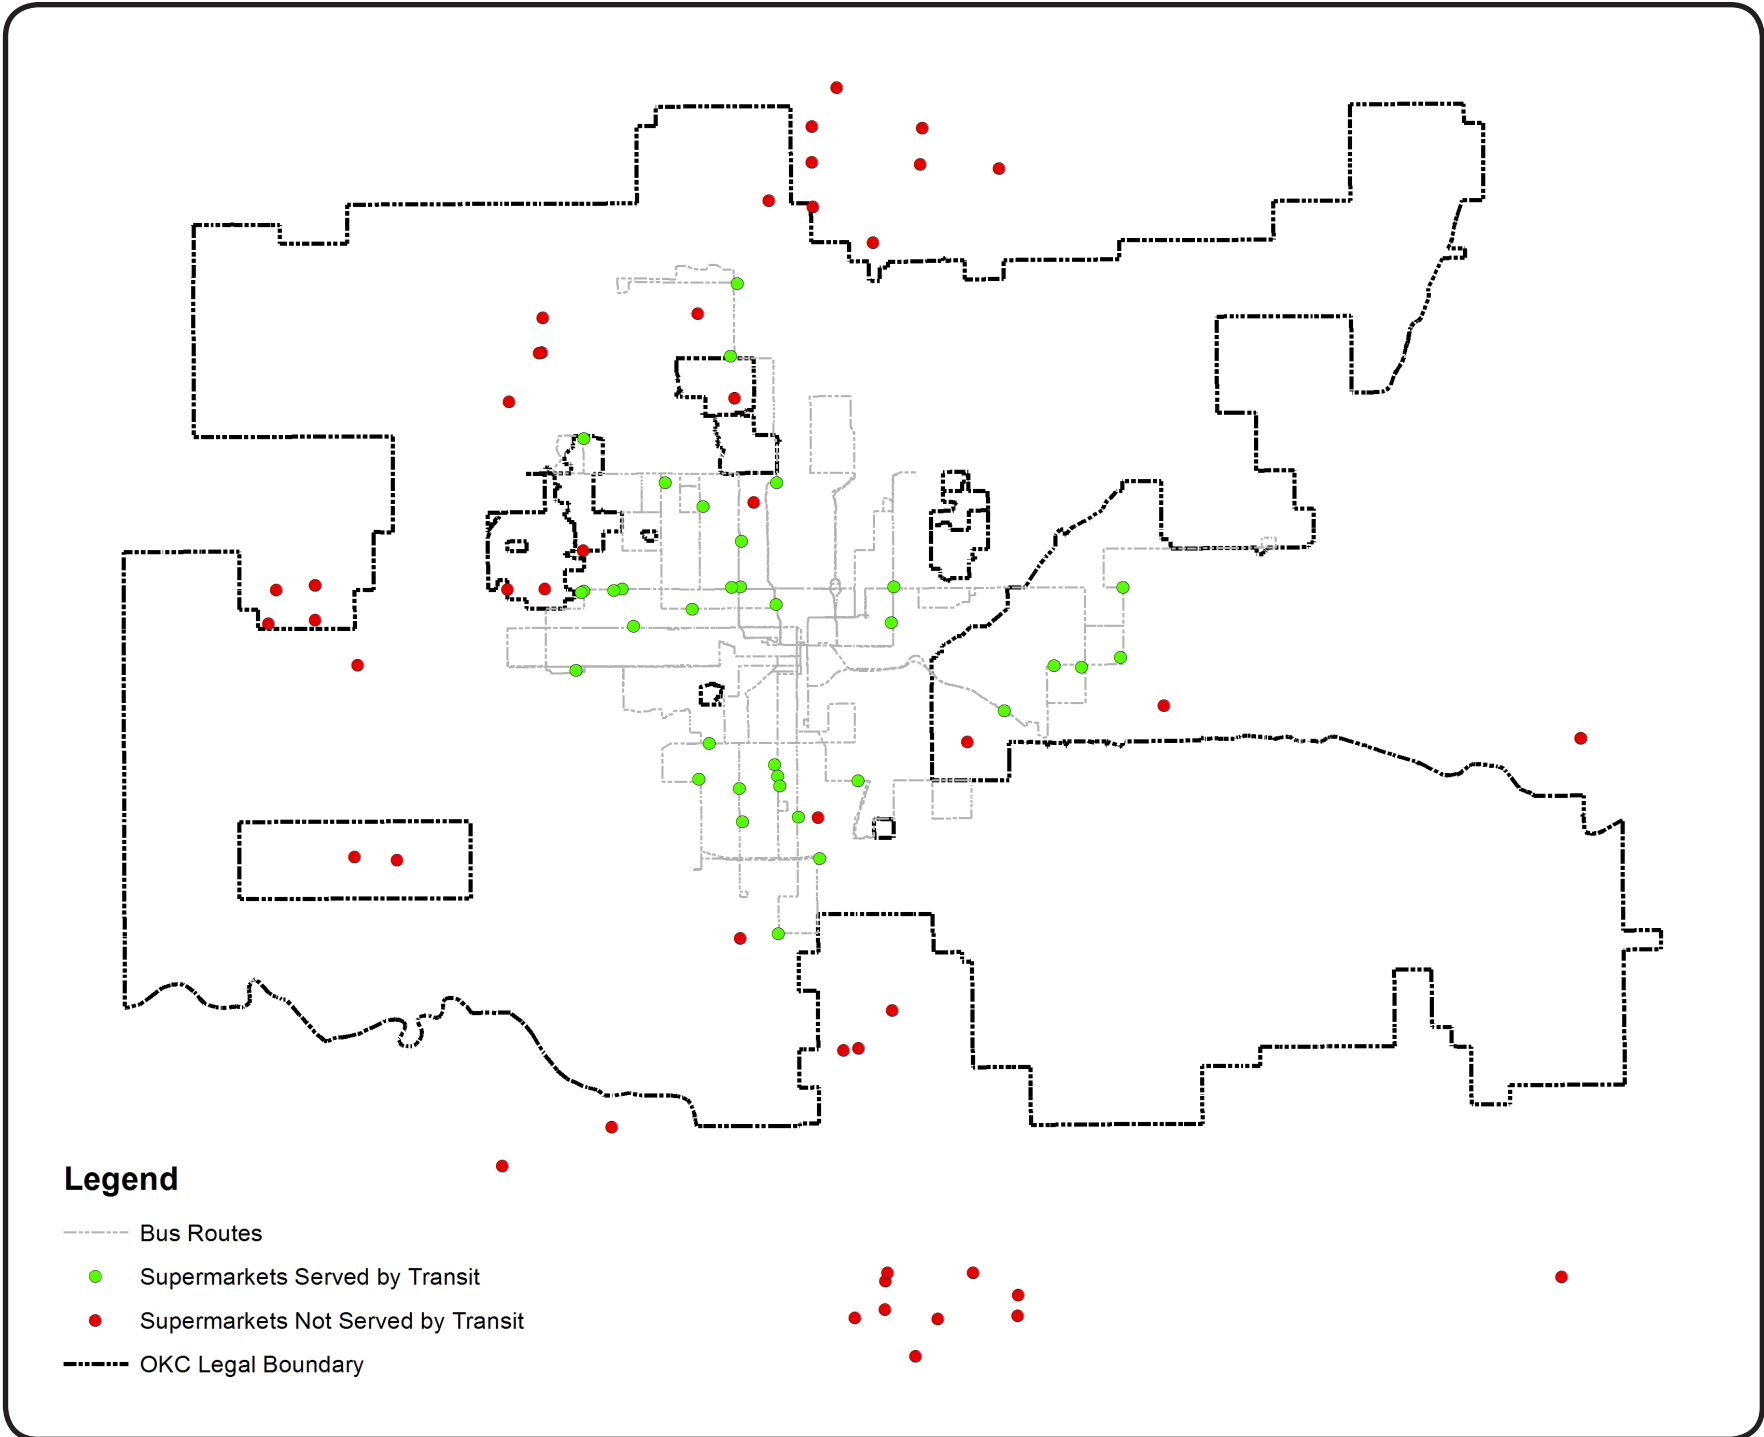 Legend
Bus Routes
Supermarkets Served by Transit
Supermarkets Not Served by Transit
OKC Legal Boundary